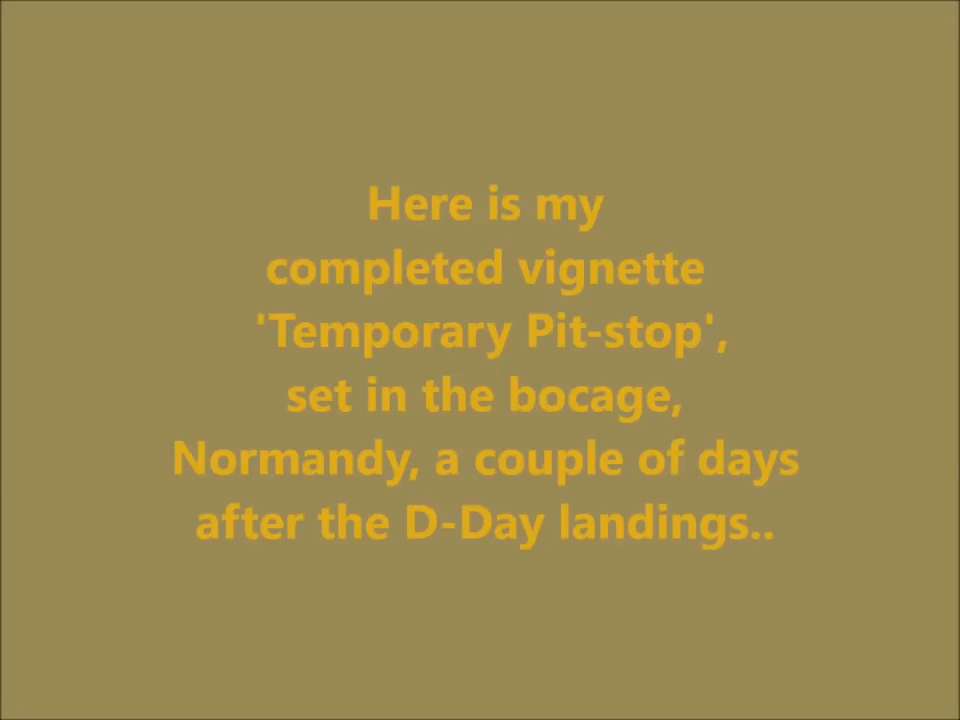 Here is my
completed vignette
'Temporary Pit-stop',
set in the bocage,
Normandy, a couple of days
after the D-Day landings..